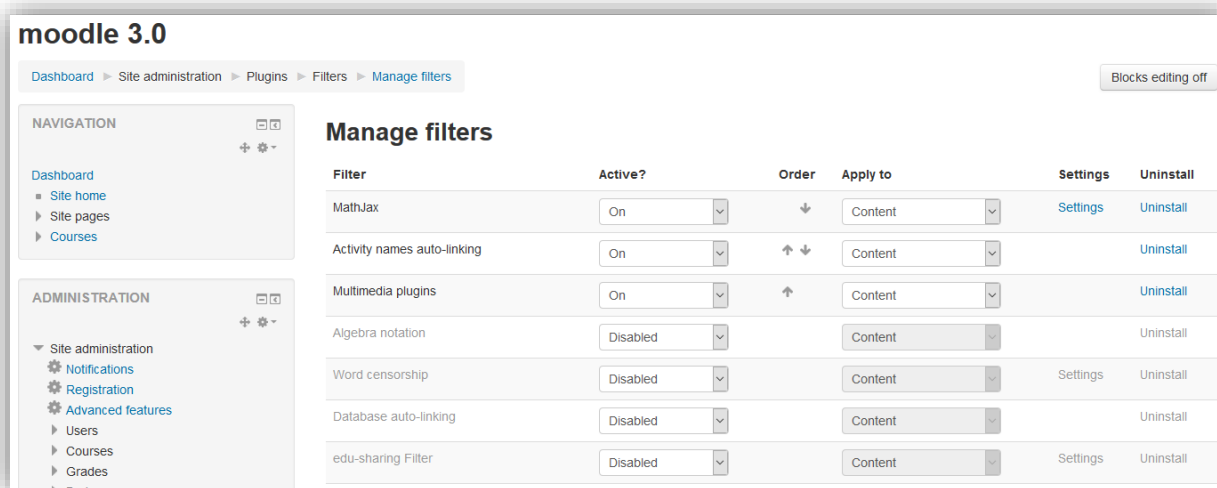 moodle 3.0
Dashboard Site administration Plugins Filters Manage filters
Blocks editing off
NAVIGATION
Dashboard
Site home
Site pages
Courses
ADMINISTRATION
Site administration
Notifications
Registration
Advanced features
Users
Courses
Grades
Manage filters
Filter Active? Order Apply to Settings Uninstall
MathJax On Content Settings Uninstall
Activity names auto-linking On Content Uninstall
Multimedia plugins On Content Uninstall
Algebra notation Disabled Content Uninstall
Word censorship Disabled Content Settings Uninstall
Database auto-linking Disabled Content Uninstall
edu-sharing Filter Disabled Content Settings Uninstall